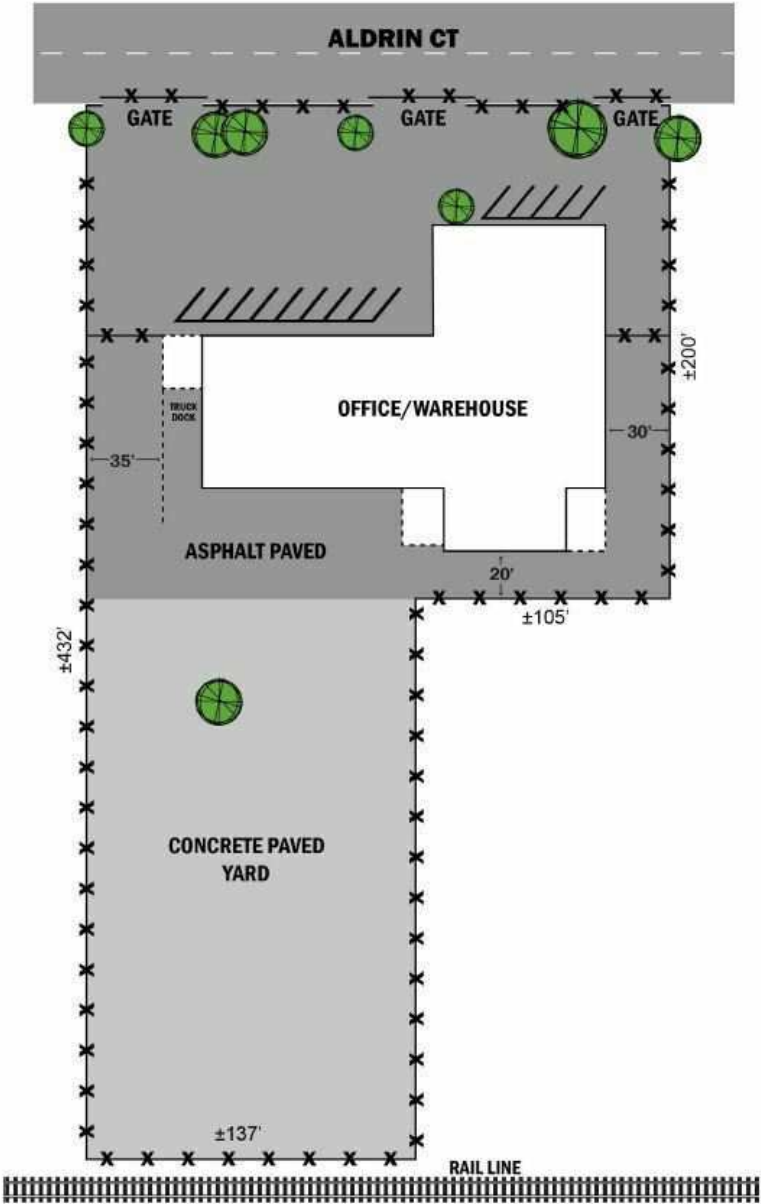 ALDRIN CT
GATE
GATE
GATE
±200'
OFFICE/WAREHOUSE
TRUCK
DOCK
30'
35'
ASPHALT PAVED
20'
±105'
±432'
CONCRETE PAVED
YARD
±137'
RAIL LINE